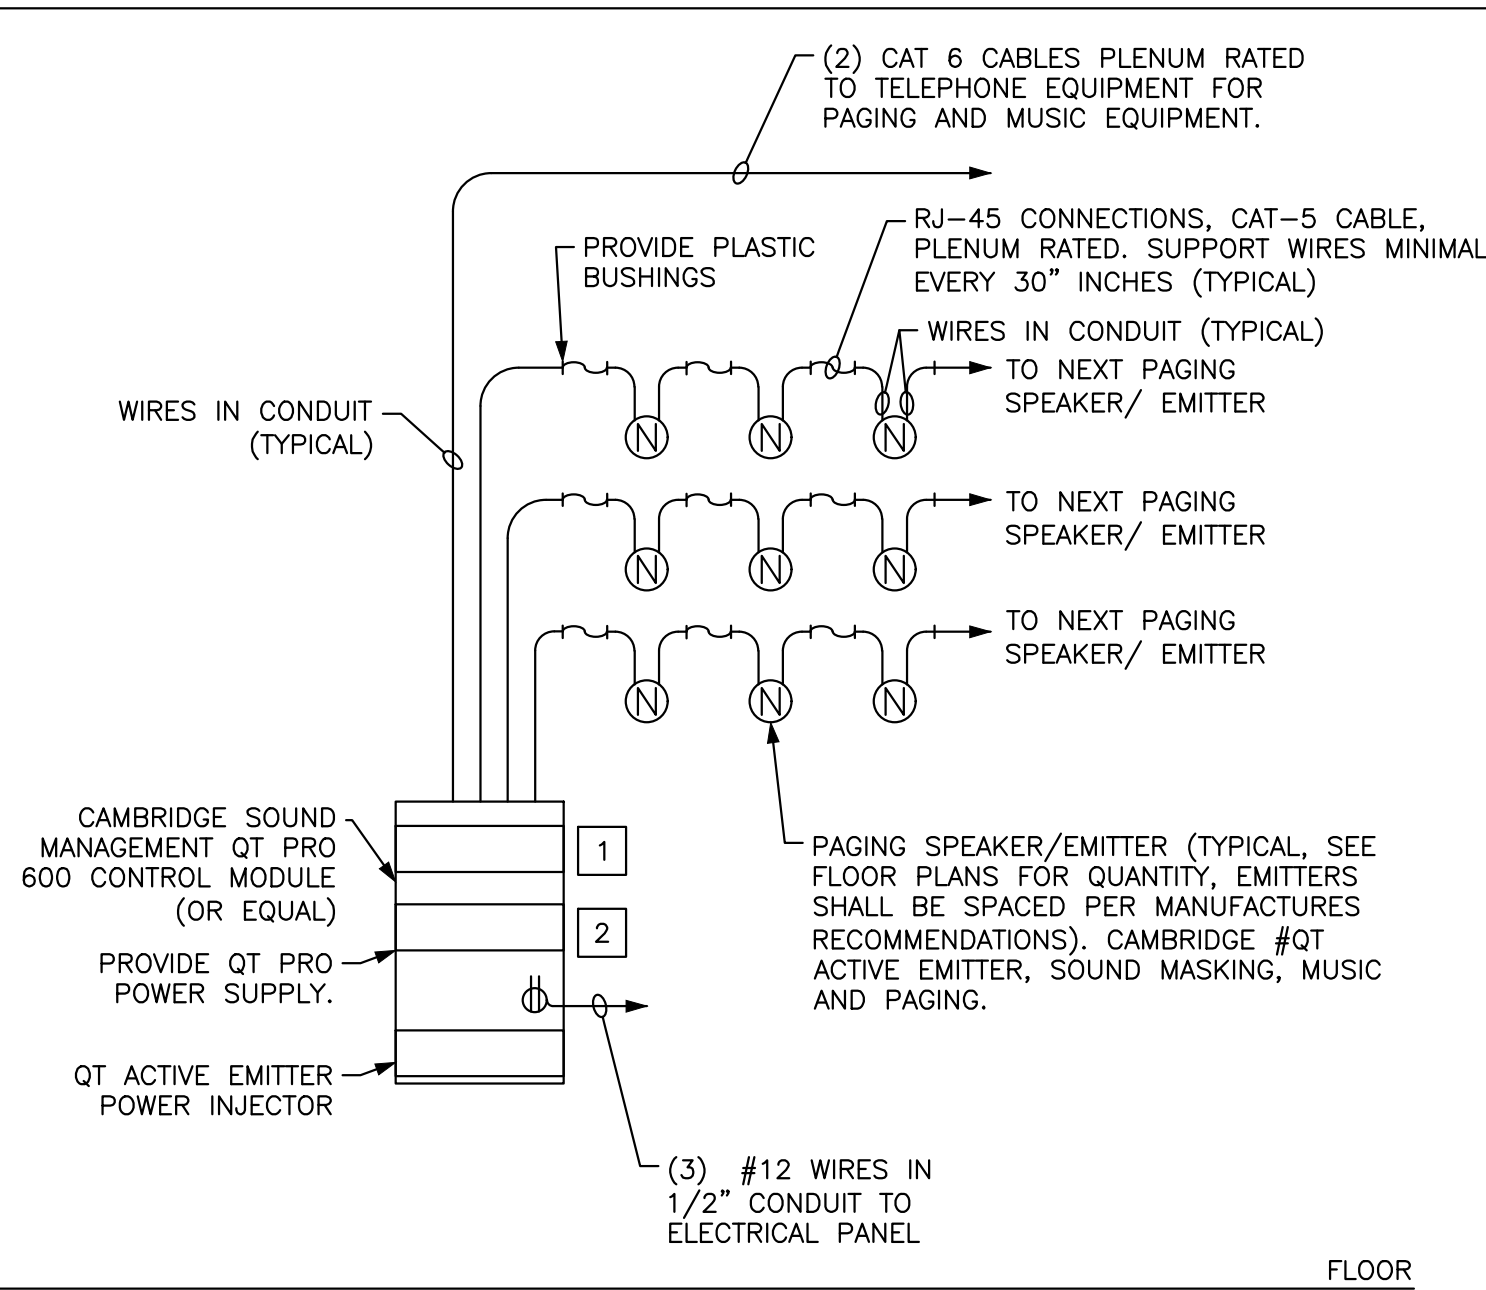 (2) CAT 6 CABLES PLENUM RATED
TO TELEPHONE EQUIPMENT FOR
PAGING AND MUSIC EQUIPMENT.
RJ-45 CONNECTIONS, CAT-5 CABLE,
PLENUM RATED. SUPPORT WIRES MINIMAL
EVERY 30" INCHES (TYPICAL)
PROVIDE PLASTIC
BUSHINGS
WIRES IN CONDUIT (TYPICAL)
TO NEXT PAGING
SPEAKER/ EMITTER
WIRES IN CONDUIT
(TYPICAL)
N N N
TO NEXT PAGING
SPEAKER/ EMITTER
N N N
TO NEXT PAGING
SPEAKER/ EMITTER
N N N
CAMBRIDGE SOUND
MANAGEMENT QT PRO
600 CONTROL MODULE
(OR EQUAL)
1
2
PROVIDE QT PRO
POWER SUPPLY.
QT ACTIVE EMITTER
POWER INJECTOR
PAGING SPEAKER/EMITTER (TYPICAL, SEE
FLOOR PLANS FOR QUANTITY, EMITTERS
SHALL BE SPACED PER MANUFACTURES
RECOMMENDATIONS). CAMBRIDGE #QT
ACTIVE EMITTER, SOUND MASKING, MUSIC
AND PAGING.
(3) #12 WIRES IN
1/2" CONDUIT TO
ELECTRICAL PANEL
FLOOR